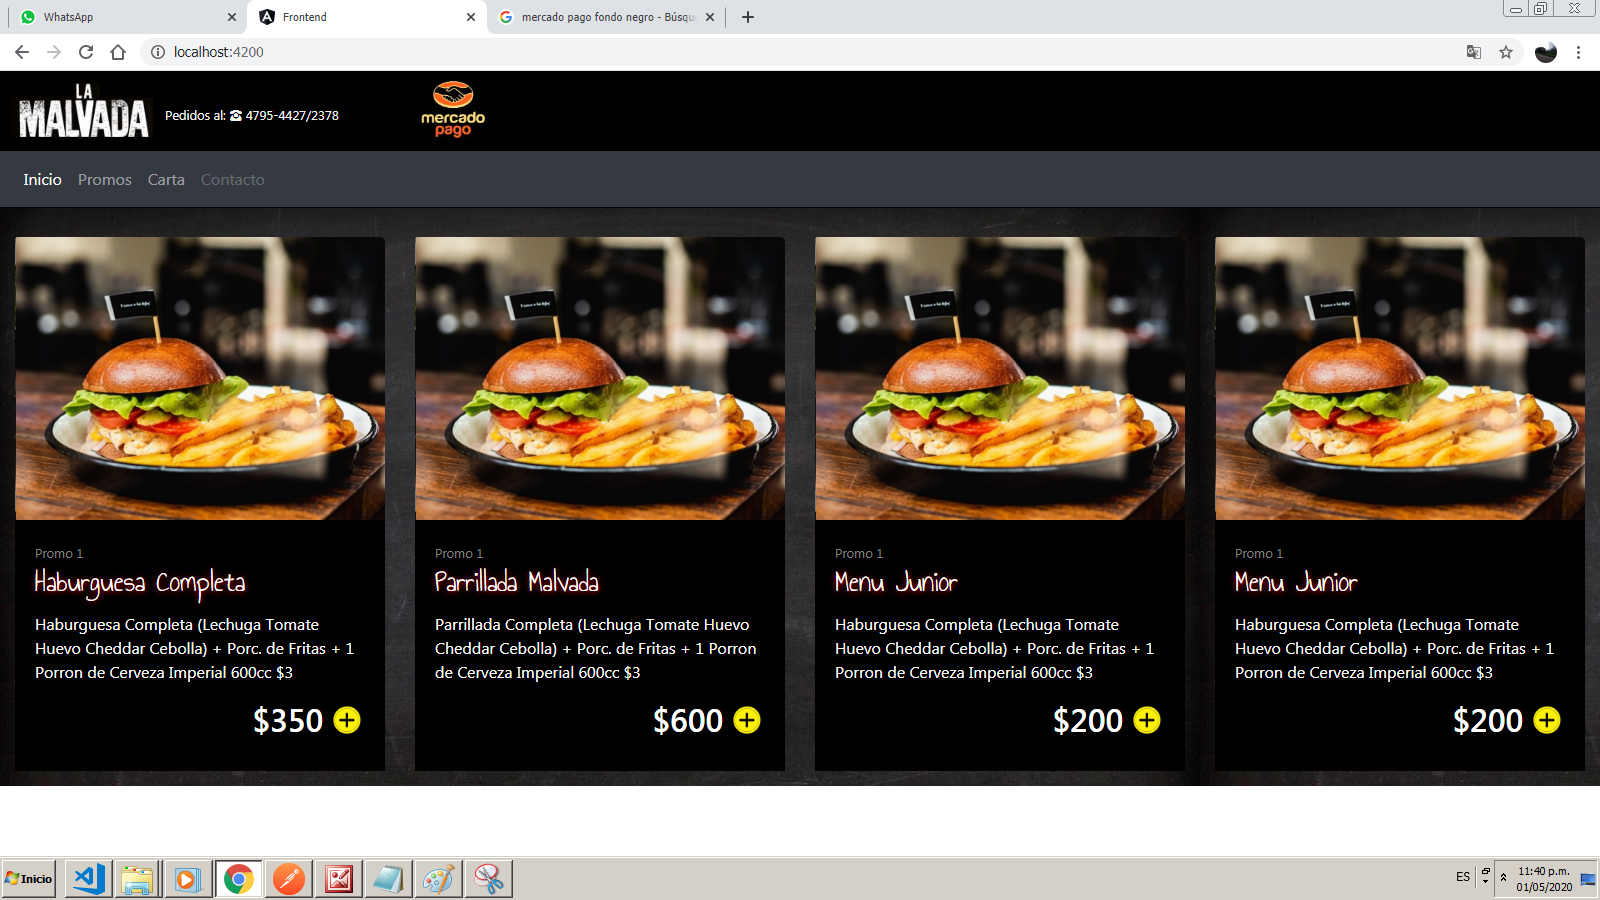 WhatsApp
Frontend
mercado pago fondo negro - Búsqu
localhost:4200
LA
MALVADA
Pedidos al: ☎ 4795-4427/2378
mercado
pago
Inicio Promos Carta Contacto
Promo 1
Haburguesa Completa
Haburguesa Completa (Lechuga Tomate
Huevo Cheddar Cebolla) + Porc. de Fritas + 1
Porron de Cerveza Imperial 600cc $3
$350
Promo 1
Parrillada Malvada
Parrillada Completa (Lechuga Tomate Huevo
Cheddar Cebolla) + Porc. de Fritas + 1 Porron
de Cerveza Imperial 600cc $3
$600
Promo 1
Menu Junior
Haburguesa Completa (Lechuga Tomate
Huevo Cheddar Cebolla) + Porc. de Fritas + 1
Porron de Cerveza Imperial 600cc $3
$200
Promo 1
Menu Junior
Haburguesa Completa (Lechuga Tomate
Huevo Cheddar Cebolla) + Porc. de Fritas + 1
Porron de Cerveza Imperial 600cc $3
$200
Inicio
ES
11:40 p.m.
01/05/2020